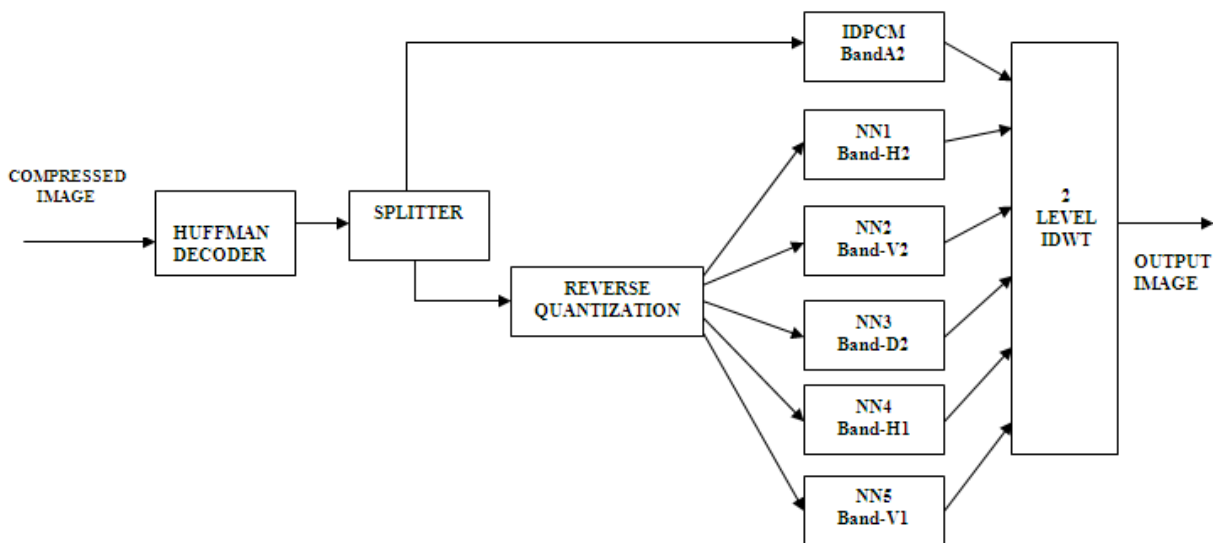 COMPRESSED
IMAGE
HUFFMAN
DECODER
SPLITTER
REVERSE
QUANTIZATION
IDPCM
BandA2
NN1
Band-H2
NN2
Band-V2
NN3
Band-D2
NN4
Band-H1
NN5
Band-V1
2
LEVEL
IDWT
OUTPUT
IMAGE